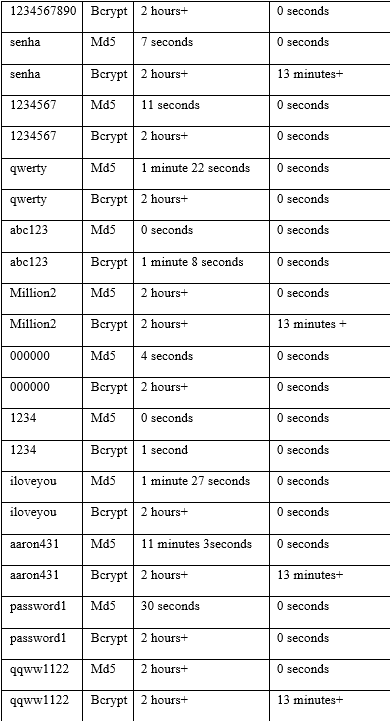 1234567890 Bcrypt 2 hours+ 0 seconds
senha Md5 7 seconds 0 seconds
senha Bcrypt 2 hours+ 13 minutes+
1234567 Md5 11 seconds 0 seconds
1234567 Bcrypt 2 hours+ 0 seconds
qwerty Md5 1 minute 22 seconds 0 seconds
qwerty Bcrypt 2 hours+ 0 seconds
abc123 Md5 0 seconds 0 seconds
abc123 Bcrypt 1 minute 8 seconds 0 seconds
Million2 Md5 2 hours+ 0 seconds
Million2 Bcrypt 2 hours+ 13 minutes +
000000 Md5 4 seconds 0 seconds
000000 Bcrypt 2 hours+ 0 seconds
1234 Md5 0 seconds 0 seconds
1234 Bcrypt 1 second 0 seconds
iloveyou Md5 1 minute 27 seconds 0 seconds
iloveyou Bcrypt 2 hours+ 0 seconds
aaron431 Md5 11 minutes 3seconds 0 seconds
aaron431 Bcrypt 2 hours+ 13 minutes+
password1 Md5 30 seconds 0 seconds
password1 Bcrypt 2 hours+ 0 seconds
qqww1122 Md5 2 hours+ 0 seconds
qqww1122 Bcrypt 2 hours+ 13 minutes+